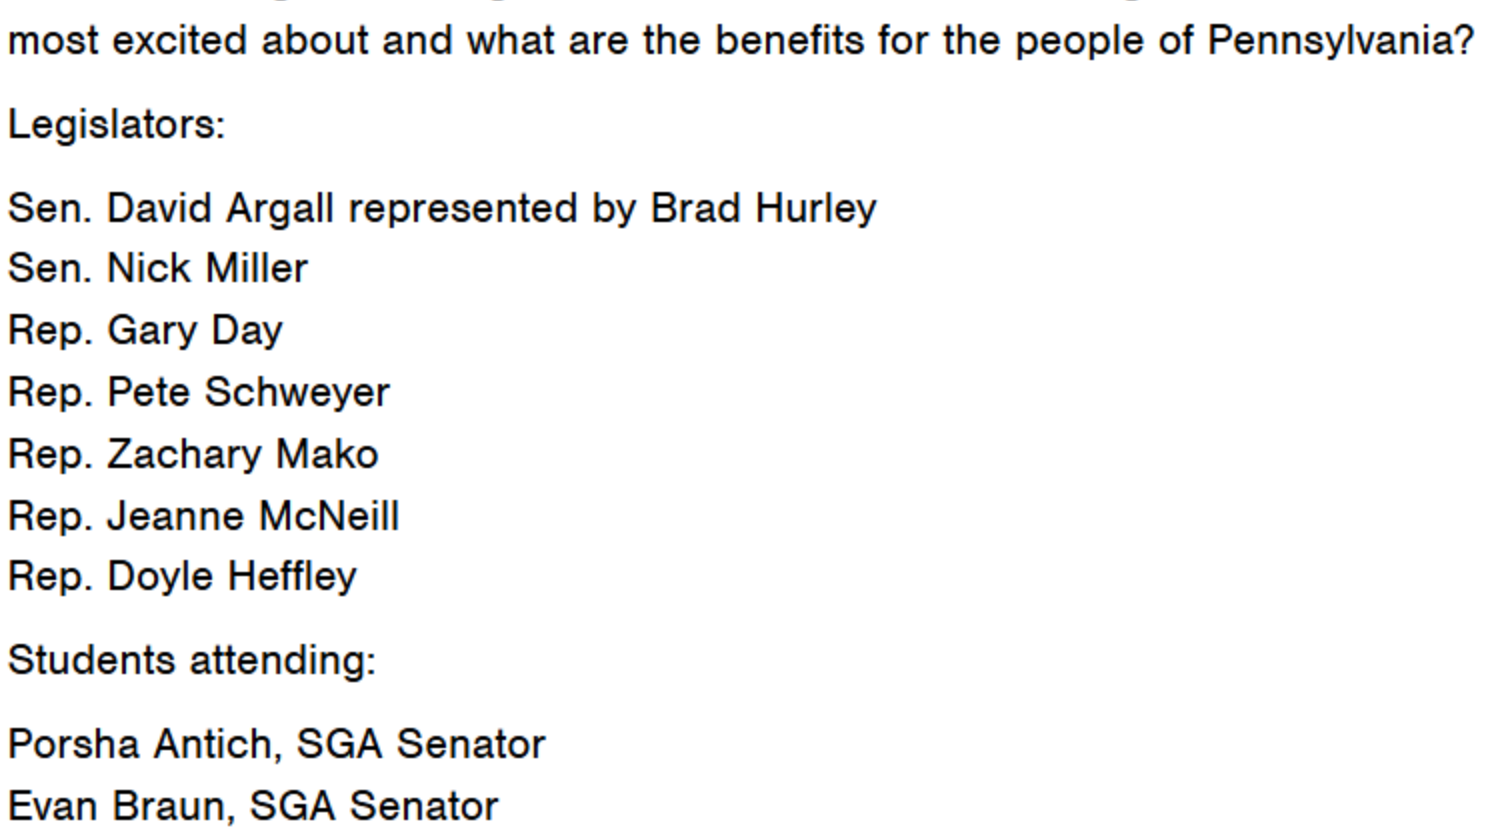 most excited about and what are the benefits for the people of Pennsylvania?
Legislators:
Sen. David Argall represented by Brad Hurley
Sen. Nick Miller
Rep. Gary Day
Rep. Pete Schweyer
Rep. Zachary Mako
Rep. Jeanne McNeill
Rep. Doyle Heffley
Students attending:
Porsha Antich, SGA Senator
Evan Braun, SGA Senator